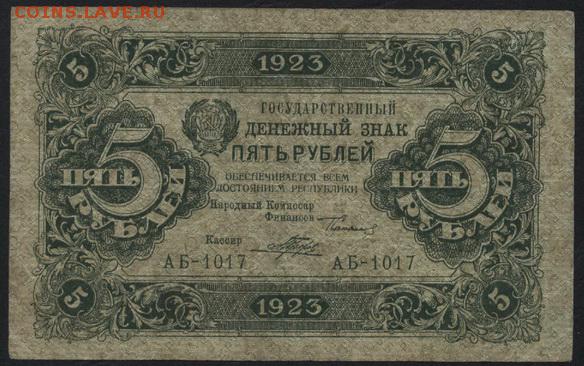 COINS.LAVE.RU
5 1923 5
ГОСУДАРСТВЕННЫЙ
ДЕНЕЖНЫЙ ЗНАК
ПЯТЬ РУБЛЕЙ
ОБЕСПЕЧИВАЕТСЯ ВСЕМ
ДОСТОЯНИЕМ РЕСПУБЛИКИ
5 ПЯТЬ РУБЛЕЙ
5 ПЯТЬ РУБЛЕЙ
Народный Комиссар
Финансов
Кассир
АБ-1017 АБ-1017
5 1923 5